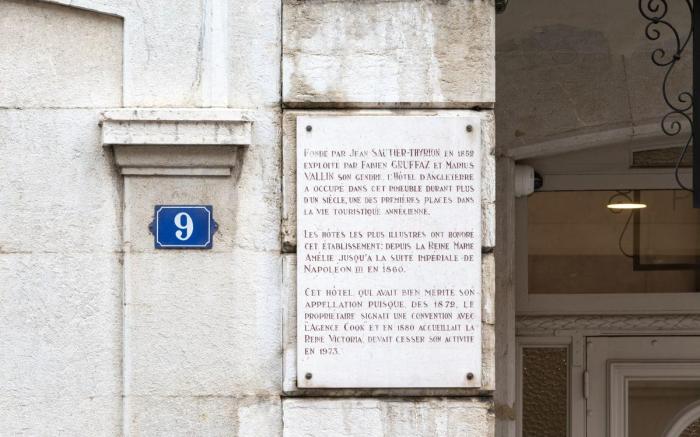 9
FONDÉ PAR JEAN SAUTIER-THYRION EN 1852
EXPLOITÉ PAR FABIEN GRUFFAZ ET MARIUS
VALLIN SON GENDRE, L'HÔTEL D'ANGLETERRE
A OCCUPÉ DANS CET IMMEUBLE DURANT PLUS
D'UN SIÈCLE, UNE DES PREMIÈRES PLACES DANS
LA VIE TOURISTIQUE ANNÉCIENNE.
LES HÔTES LES PLUS ILLUSTRES ONT HONORÉ
CET ÉTABLISSEMENT: DEPUIS LA REINE MARIE
AMÉLIE JUSQU'A LA SUITE IMPÉRIALE DE
NAPOLÉON III EN 1860.
CET HÔTEL, QUI AVAIT BIEN MÉRITÉ SON
APPELLATION PUISQUE, DÈS 1872, LE
PROPRIÉTAIRE SIGNAIT UNE CONVENTION AVEC
L'AGENCE COOK ET EN 1880 ACCUEILLAIT LA
REINE VICTORIA, DEVAIT CESSER SON ACTIVITÉ
EN 1973.